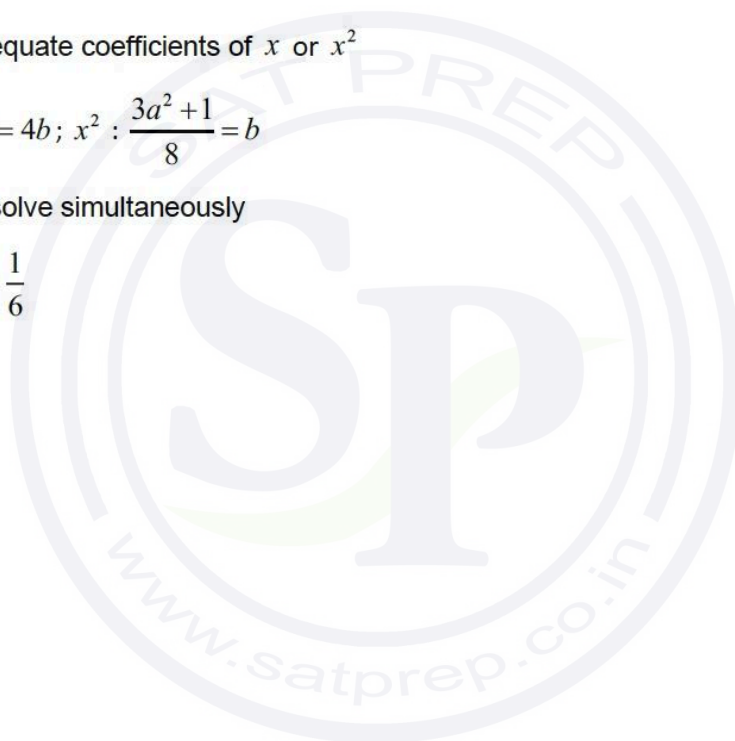 equate coefficients of x or x²
= 4b; x² : (3a² + 1)/8 = b
solve simultaneously
1/6
SAT PREP
SP
www.satprep.co.in